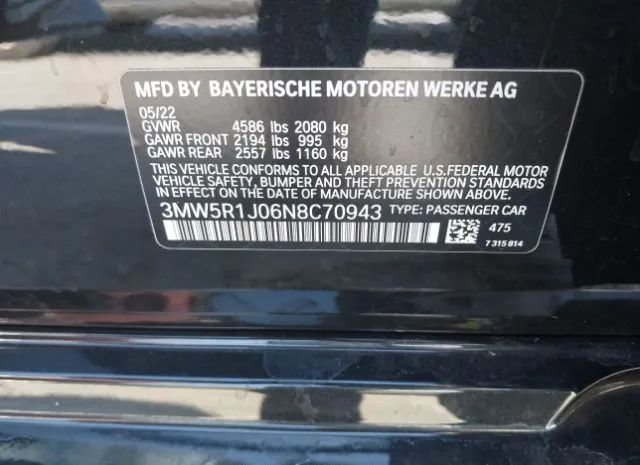 MFD BY BAYERISCHE MOTOREN WERKE AG
05/22
GVWR 4586 lbs 2080 kg
GAWR FRONT 2194 lbs 995 kg
GAWR REAR 2557 lbs 1160 kg
THIS VEHICLE CONFORMS TO ALL APPLICABLE U.S.FEDERAL MOTOR
VEHICLE SAFETY, BUMPER AND THEFT PREVENTION
STANDARDS IN EFFECT ON THE DATE OF MANUFACTURE SHOWN ABOVE.
3MW5R1J06N8C70943 TYPE: PASSENGER CAR
475
7 315 814